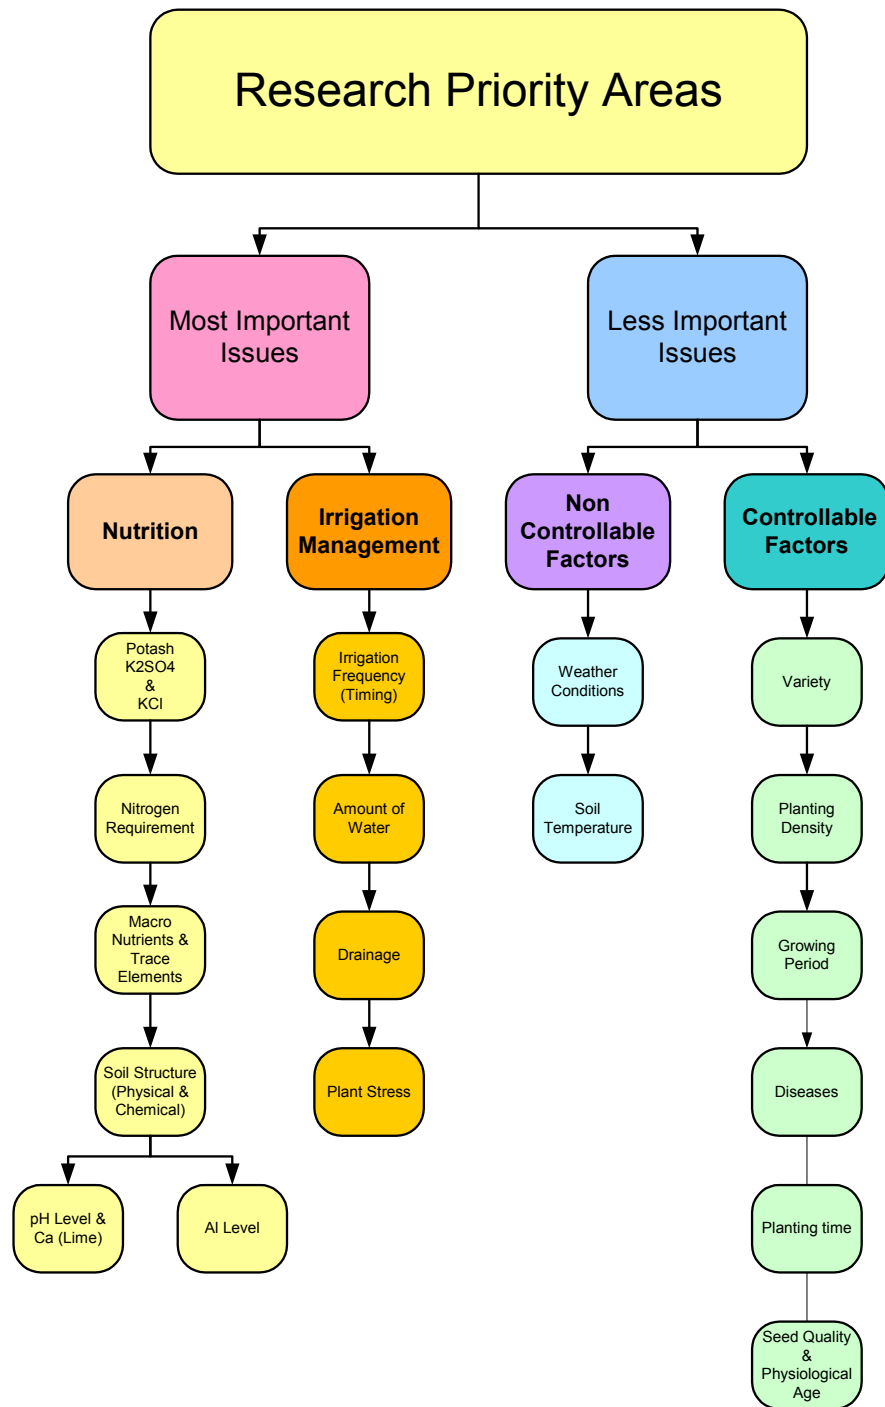 Research Priority Areas
Most Important
Issues
Less Important
Issues
Nutrition
Irrigation
Management
Non
Controllable
Factors
Controllable
Factors
Potash
K2SO4
&
KCl
Irrigation
Frequency
(Timing)
Weather
Conditions
Variety
Nitrogen
Requirement
Amount of
Water
Soil
Temperature
Planting
Density
Macro
Nutrients &
Trace
Elements
Drainage
Growing
Period
Soil Structure
(Physical &
Chemical)
Plant Stress
Diseases
pH Level &
Ca (Lime)
Al Level
Planting time
Seed Quality
&
Physiological
Age